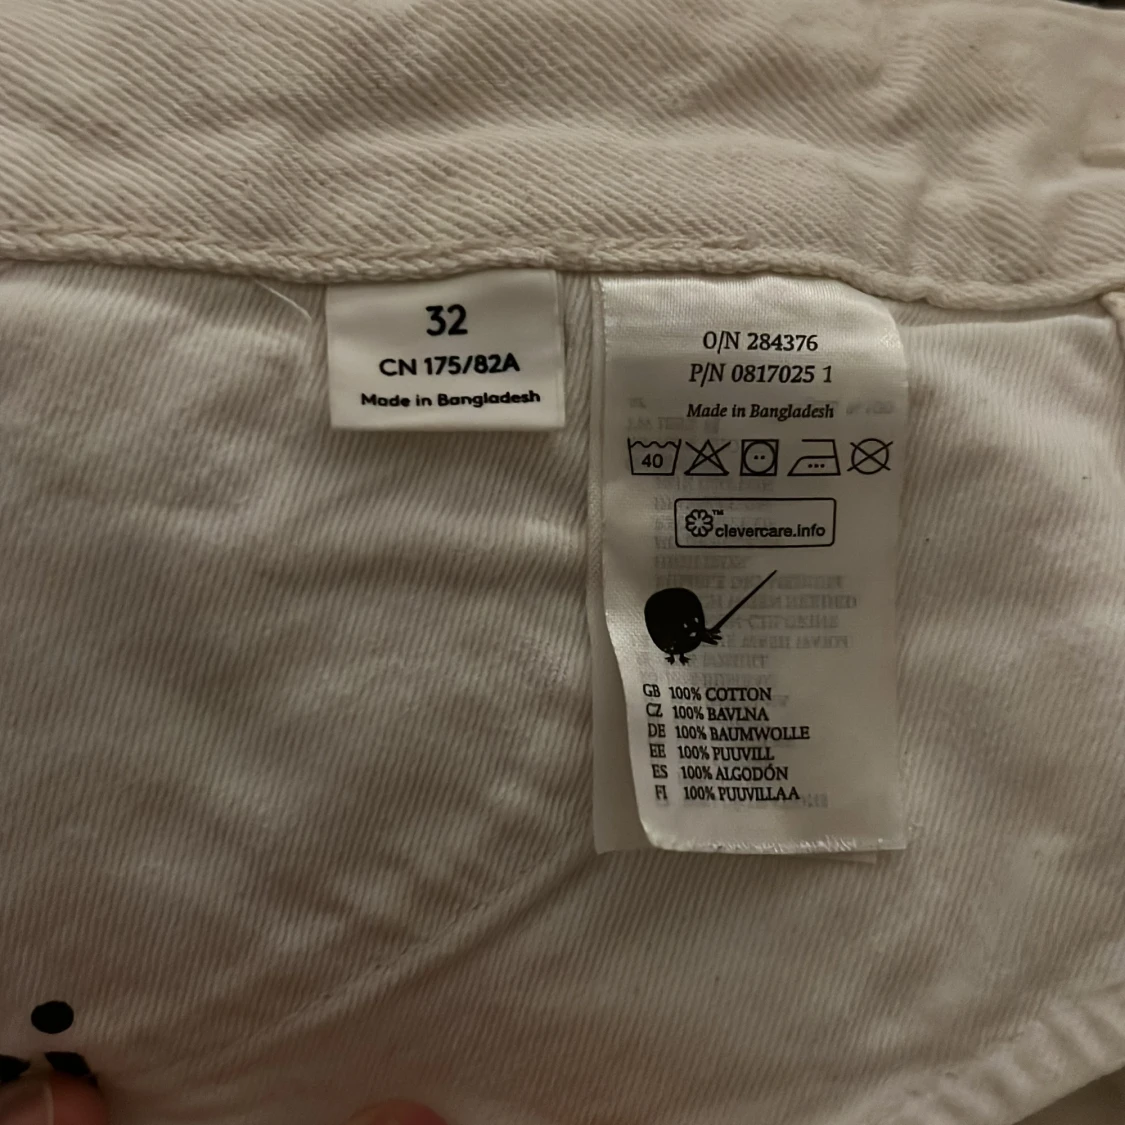 32
CN 175/82A
Made in Bangladesh
O/N 284376
P/N 0817025 1
Made in Bangladesh
40
clevercare.info™
GB 100% COTTON
CZ 100% BAVLNA
DE 100% BAUMWOLLE
EE 100% PUUVILL
ES 100% ALGODÓN
FI 100% PUUVILLAA